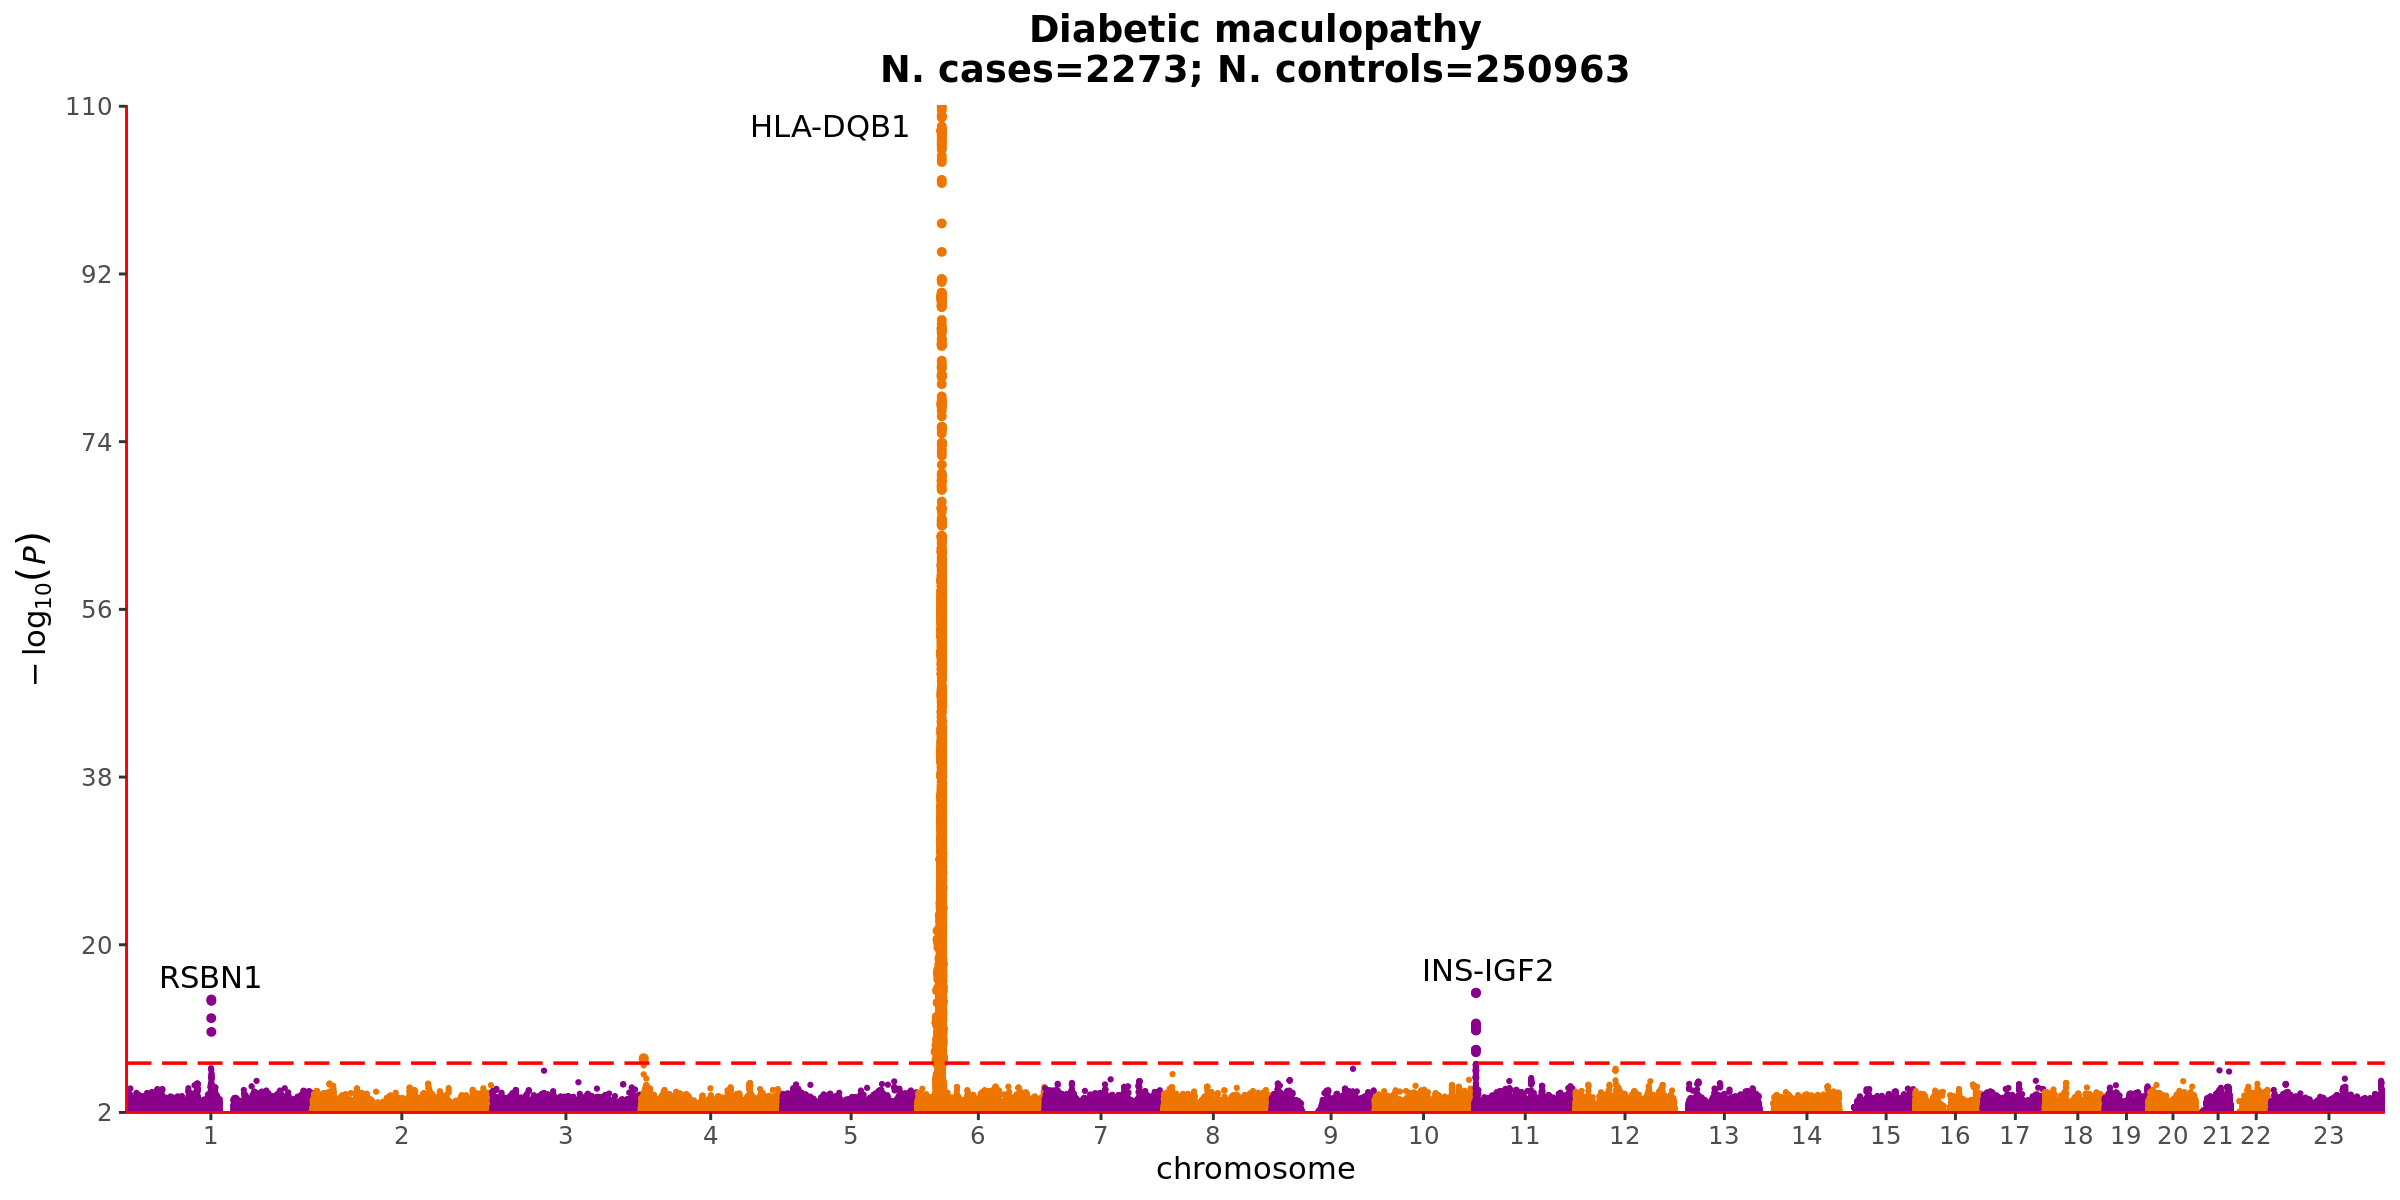 Diabetic maculopathy
N. cases=2273; N. controls=250963
110
92
74
56
38
20
2
−log10(P)
HLA-DQB1
RSBN1
INS-IGF2
1 2 3 4 5 6 7 8 9 10 11 12 13 14 15 16 17 18 19 20 21 22 23
chromosome